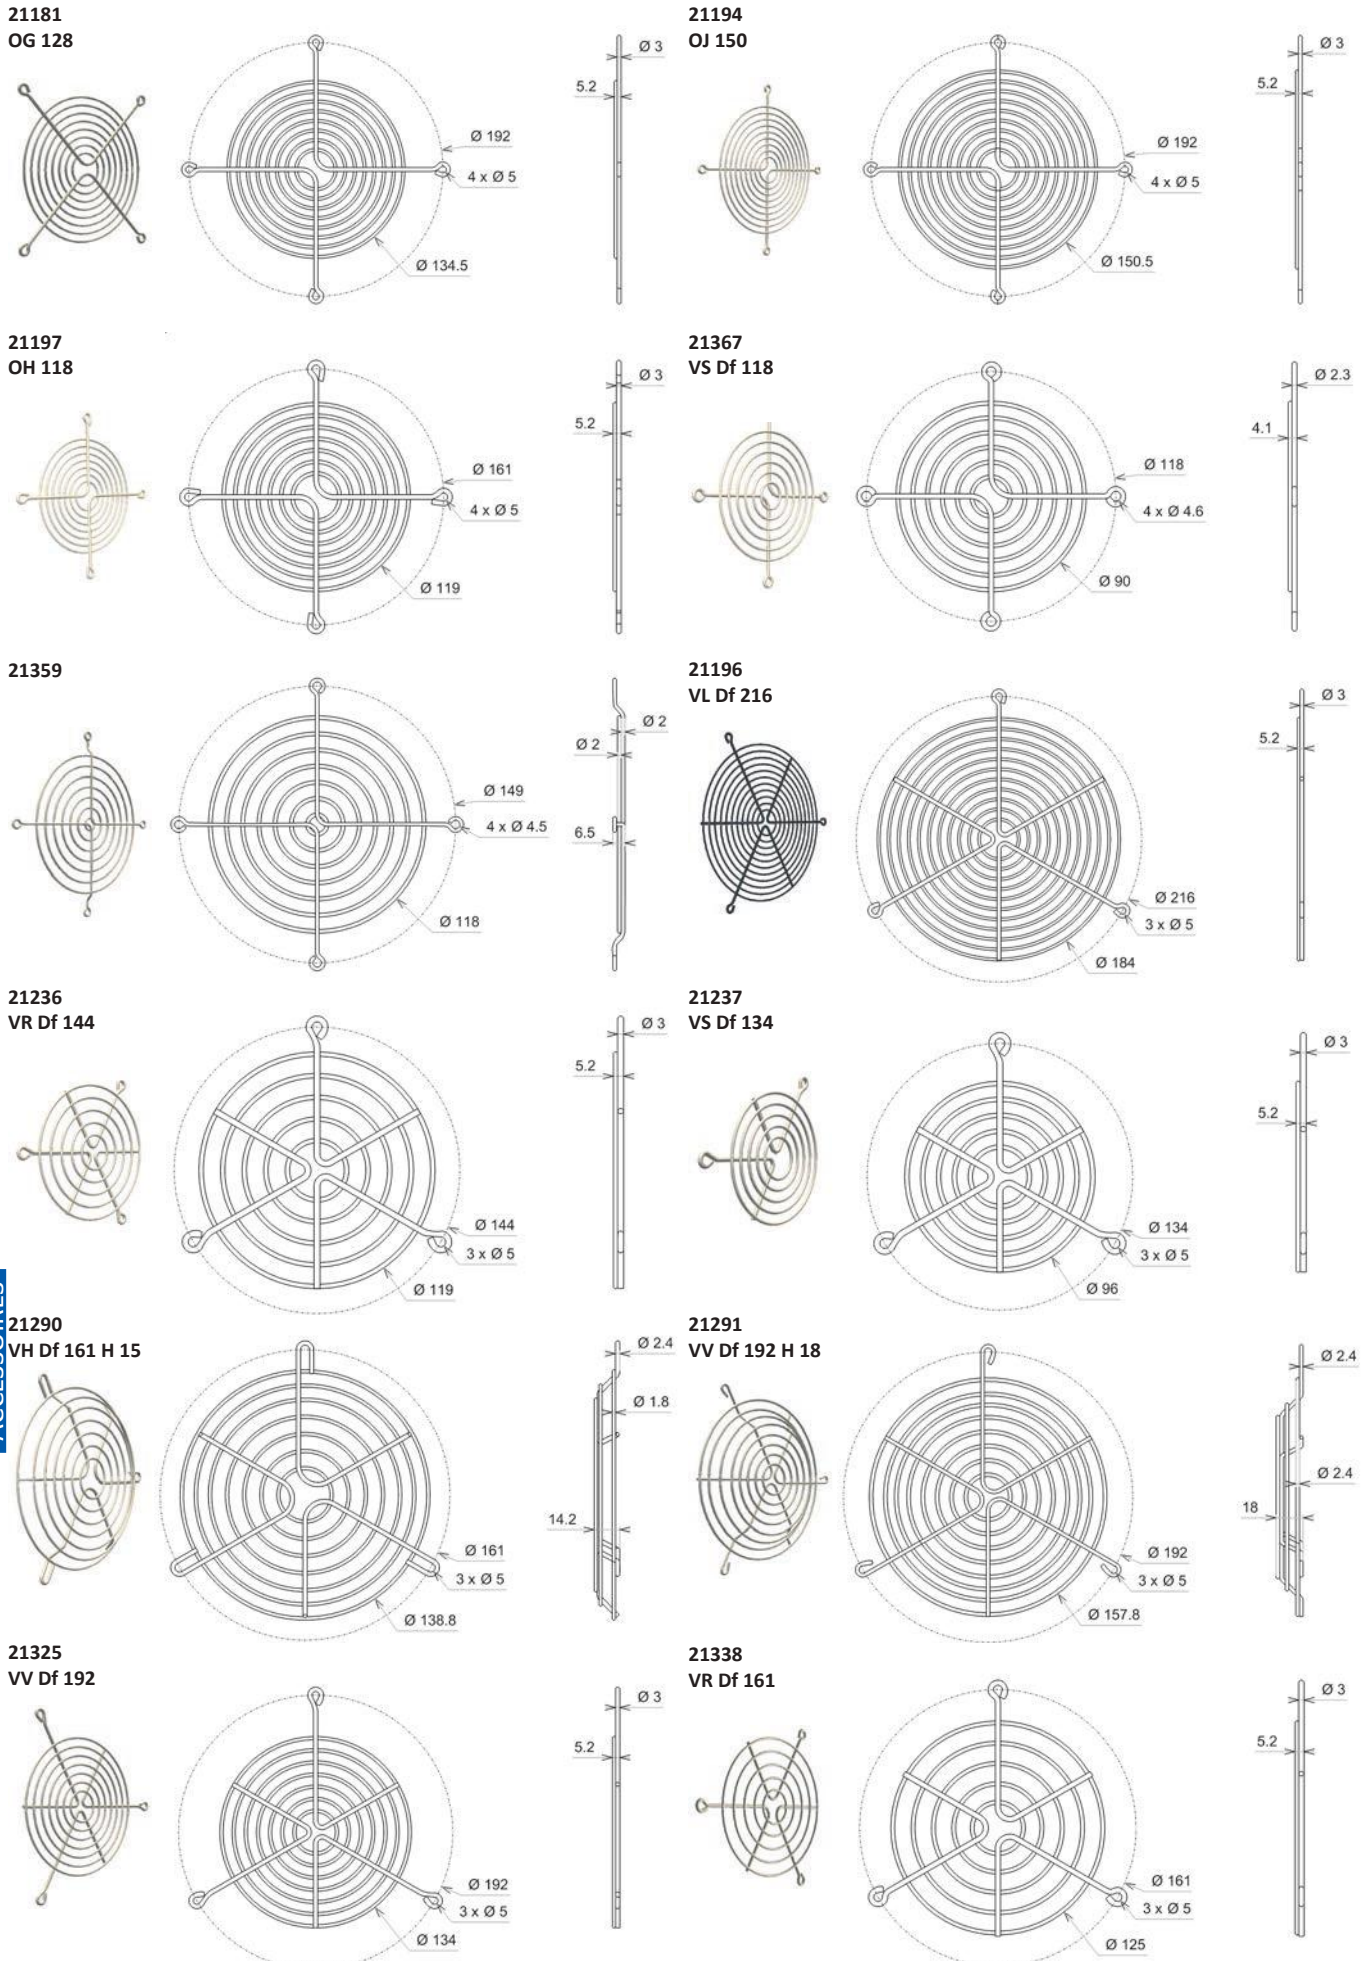 21181
OG 128
Ø 3
5.2
Ø 192
4 x Ø 5
Ø 134.5
21194
OJ 150
Ø 3
5.2
Ø 192
4 x Ø 5
Ø 150.5
21197
OH 118
Ø 3
5.2
Ø 161
4 x Ø 5
Ø 119
21367
VS Df 118
Ø 2.3
4.1
Ø 118
4 x Ø 4.6
Ø 90
21359
Ø 2
Ø 2
Ø 149
4 x Ø 4.5
6.5
Ø 118
21196
VL Df 216
Ø 3
5.2
Ø 216
3 x Ø 5
Ø 184
21236
VR Df 144
Ø 3
5.2
Ø 144
3 x Ø 5
Ø 119
21237
VS Df 134
Ø 3
5.2
Ø 134
3 x Ø 5
Ø 96
ACCESSOIRES
21290
VH Df 161 H 15
Ø 2.4
Ø 1.8
14.2
Ø 161
3 x Ø 5
Ø 138.8
21291
VV Df 192 H 18
Ø 2.4
Ø 2.4
18
Ø 192
3 x Ø 5
Ø 157.8
21325
VV Df 192
Ø 3
5.2
Ø 192
3 x Ø 5
Ø 134
21338
VR Df 161
Ø 3
5.2
Ø 161
3 x Ø 5
Ø 125